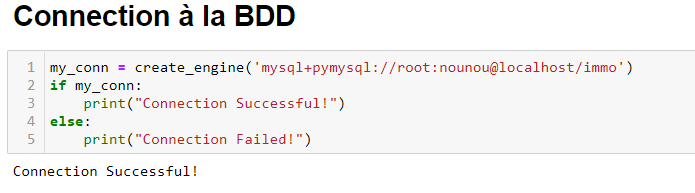 Connection à la BDD
1 my_conn = create_engine('mysql+pymysql://root:nounou@localhost/immo')
2 if my_conn:
3     print("Connection Successful!")
4 else:
5     print("Connection Failed!")
Connection Successful!